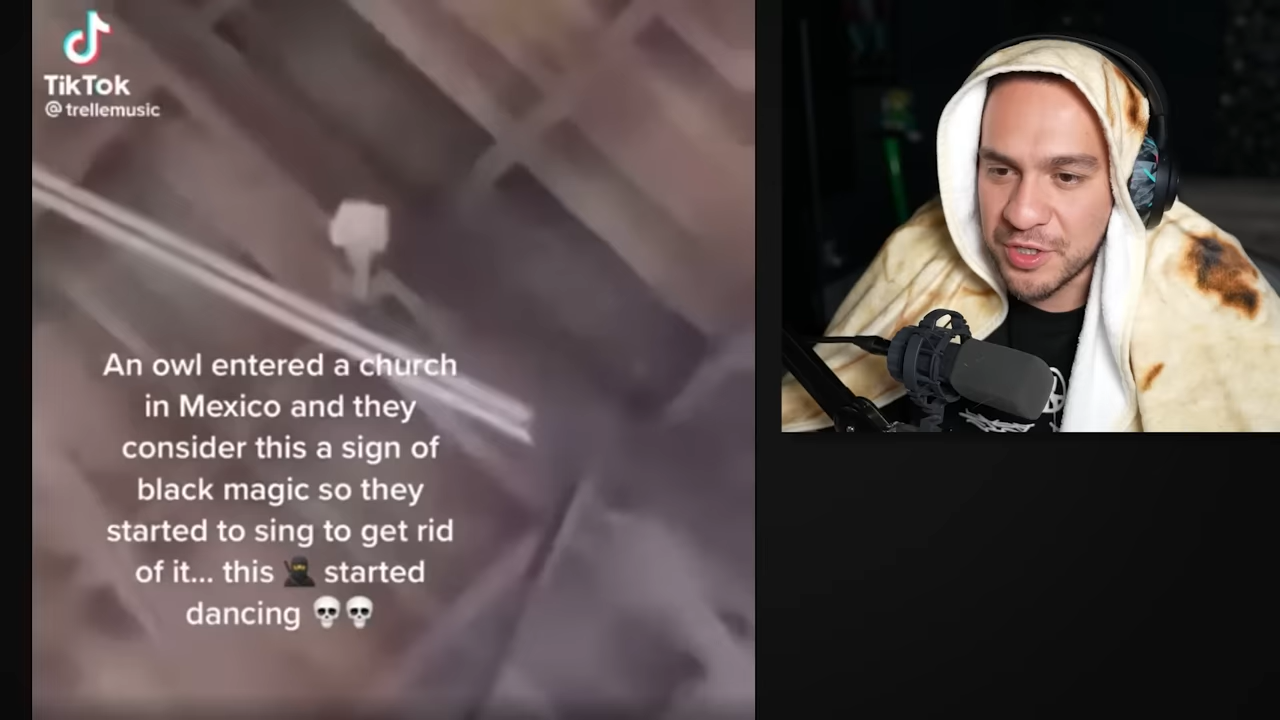 TikTok
@trellemusic
An owl entered a church
in Mexico and they
consider this a sign of
black magic so they
started to sing to get rid
of it... this 🥷 started
dancing 💀💀